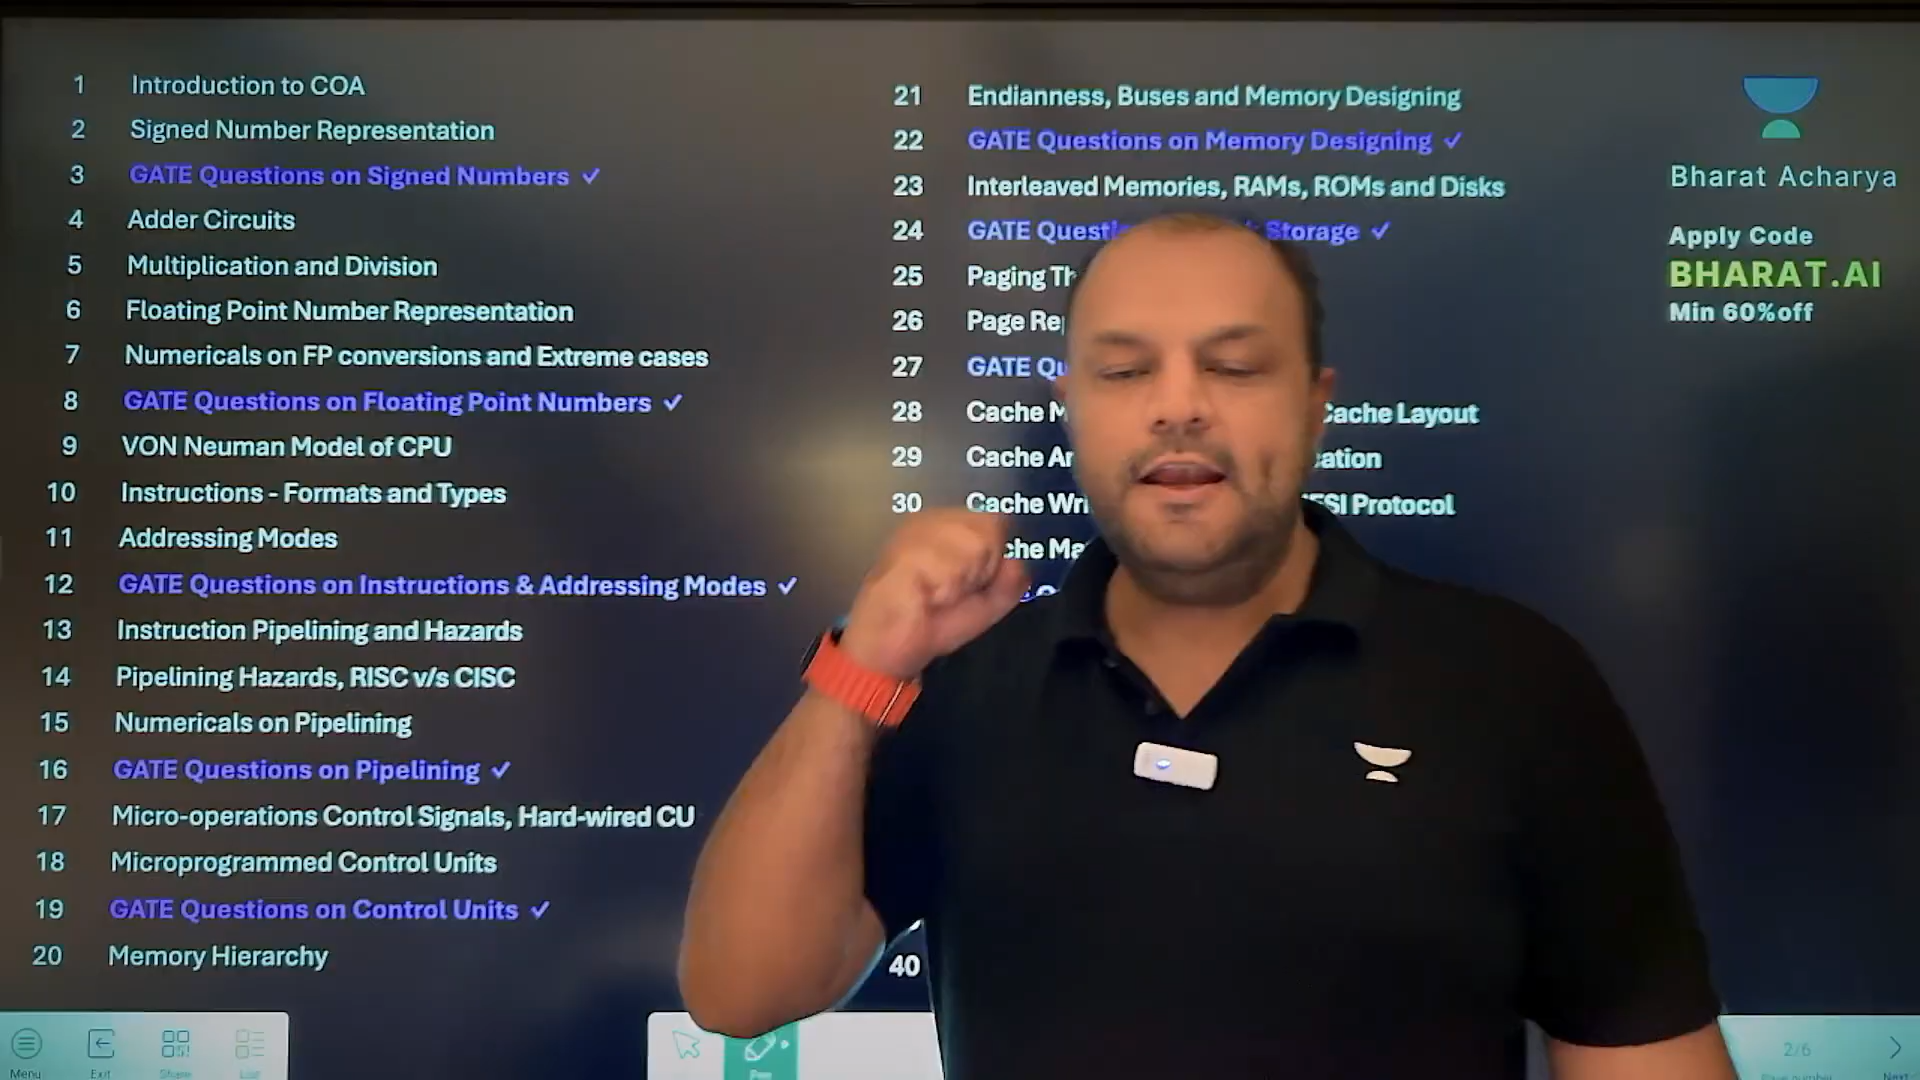 1 Introduction to COA
2 Signed Number Representation
3 GATE Questions on Signed Numbers ✓
4 Adder Circuits
5 Multiplication and Division
6 Floating Point Number Representation
7 Numericals on FP conversions and Extreme cases
8 GATE Questions on Floating Point Numbers ✓
9 VON Neuman Model of CPU
10 Instructions - Formats and Types
11 Addressing Modes
12 GATE Questions on Instructions & Addressing Modes ✓
13 Instruction Pipelining and Hazards
14 Pipelining Hazards, RISC v/s CISC
15 Numericals on Pipelining
16 GATE Questions on Pipelining ✓
17 Micro-operations Control Signals, Hard-wired CU
18 Microprogrammed Control Units
19 GATE Questions on Control Units ✓
20 Memory Hierarchy
21 Endianness, Buses and Memory Designing
22 GATE Questions on Memory Designing ✓
23 Interleaved Memories, RAMs, ROMs and Disks
24 GATE Storage ✓
25 Paging
26 Page
27 GATE
28 Cache Cache Layout
29 Cache
30 Cache Protocol
40
Bharat Acharya
Apply Code
BHARAT.AI
Min 60%off
Menu Exit Share List
Pen
2/6
Next